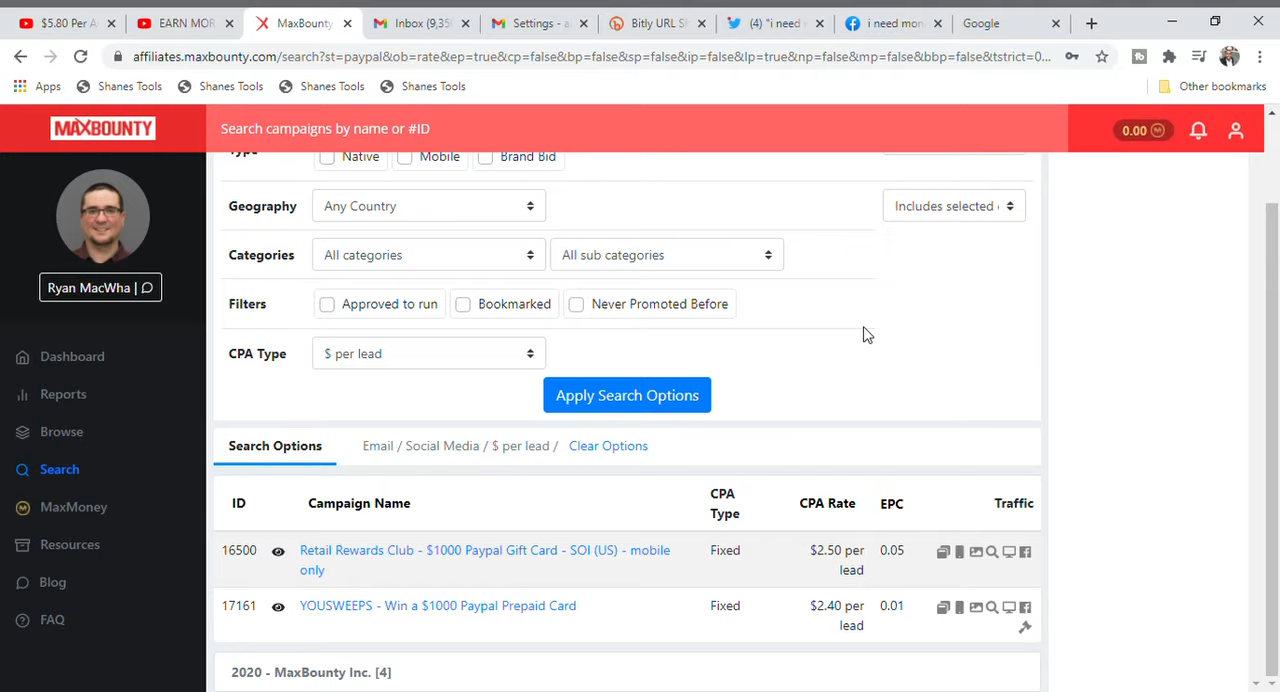 $5.80 Per A
EARN MOR
MaxBounty
Inbox (9,35
Settings - a
Bitly URL Sh
(4) "i need
i need mon
Google
affiliates.maxbounty.com/search?st=paypal&ob=rate&ep=true&cp=false&bp=false&sp=false&ip=false&lp=true&np=false&mp=false&bbp=false&tstrict=0...
Apps
Shanes Tools
Shanes Tools
Shanes Tools
Shanes Tools
Other bookmarks
MAXBOUNTY
Search campaigns by name or #ID
0.00 M
Type
Native
Mobile
Brand Bid
Geography
Any Country
Includes selected
Categories
All categories
All sub categories
Ryan MacWha |
Filters
Approved to run
Bookmarked
Never Promoted Before
CPA Type
$ per lead
Apply Search Options
Dashboard
Reports
Browse
Search
MaxMoney
Resources
Blog
FAQ
Search Options
Email / Social Media / $ per lead /
Clear Options
ID
Campaign Name
CPA
Type
CPA Rate
EPC
Traffic
16500
Retail Rewards Club - $1000 Paypal Gift Card - SOI (US) - mobile
only
Fixed
$2.50 per
lead
0.05
17161
YOUSWEEPS - Win a $1000 Paypal Prepaid Card
Fixed
$2.40 per
lead
0.01
2020 - MaxBounty Inc. [4]